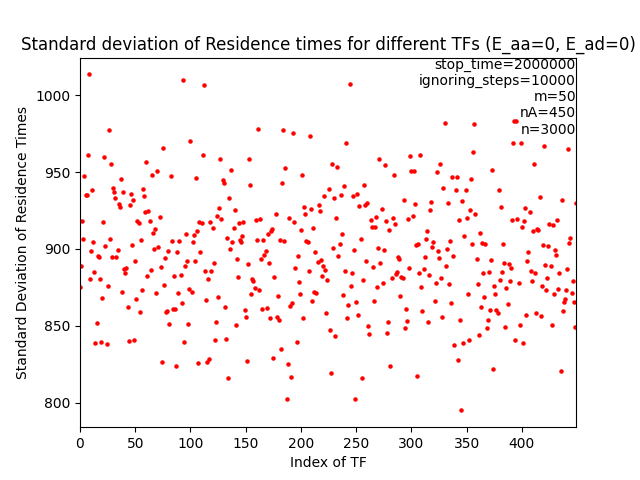 Standard deviation of Residence times for different TFs (E_aa=0, E_ad=0)
stop_time=2000000
ignoring_steps=10000
m=50
nA=450
n=3000
Standard Deviation of Residence Times
1000
950
900
850
800
0 50 100 150 200 250 300 350 400
Index of TF